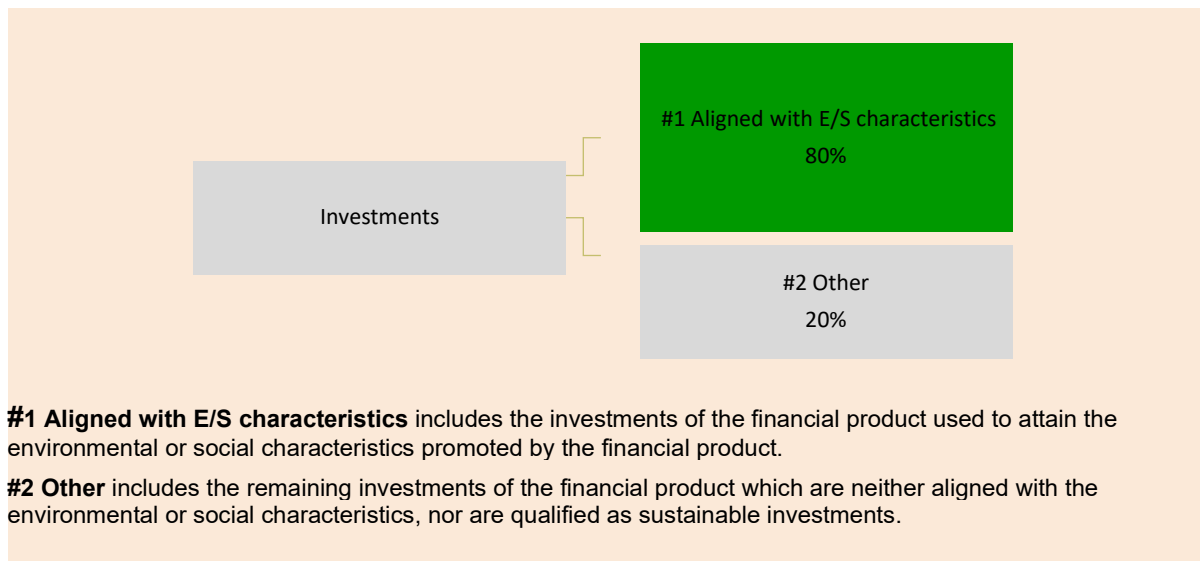 #1 Aligned with E/S characteristics
80%
Investments
#2 Other
20%
#1 Aligned with E/S characteristics includes the investments of the financial product used to attain the
environmental or social characteristics promoted by the financial product.
#2 Other includes the remaining investments of the financial product which are neither aligned with the
environmental or social characteristics, nor are qualified as sustainable investments.